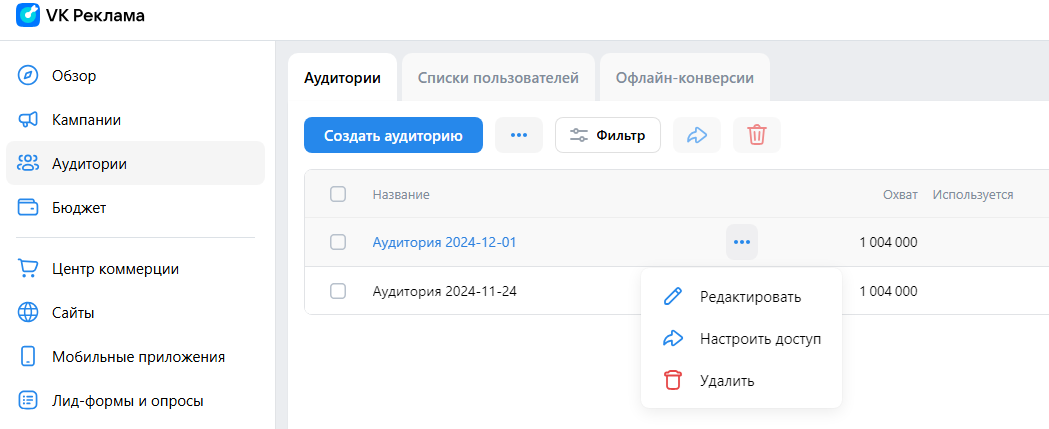 VK Реклама
Обзор
Кампании
Аудитории
Бюджет
Центр коммерции
Сайты
Мобильные приложения
Лид-формы и опросы
Аудитории Списки пользователей Офлайн-конверсии
Создать аудиторию Фильтр
Название Охват Используется
Аудитория 2024-12-01 1 004 000
Аудитория 2024-11-24 1 004 000
Редактировать
Настроить доступ
Удалить